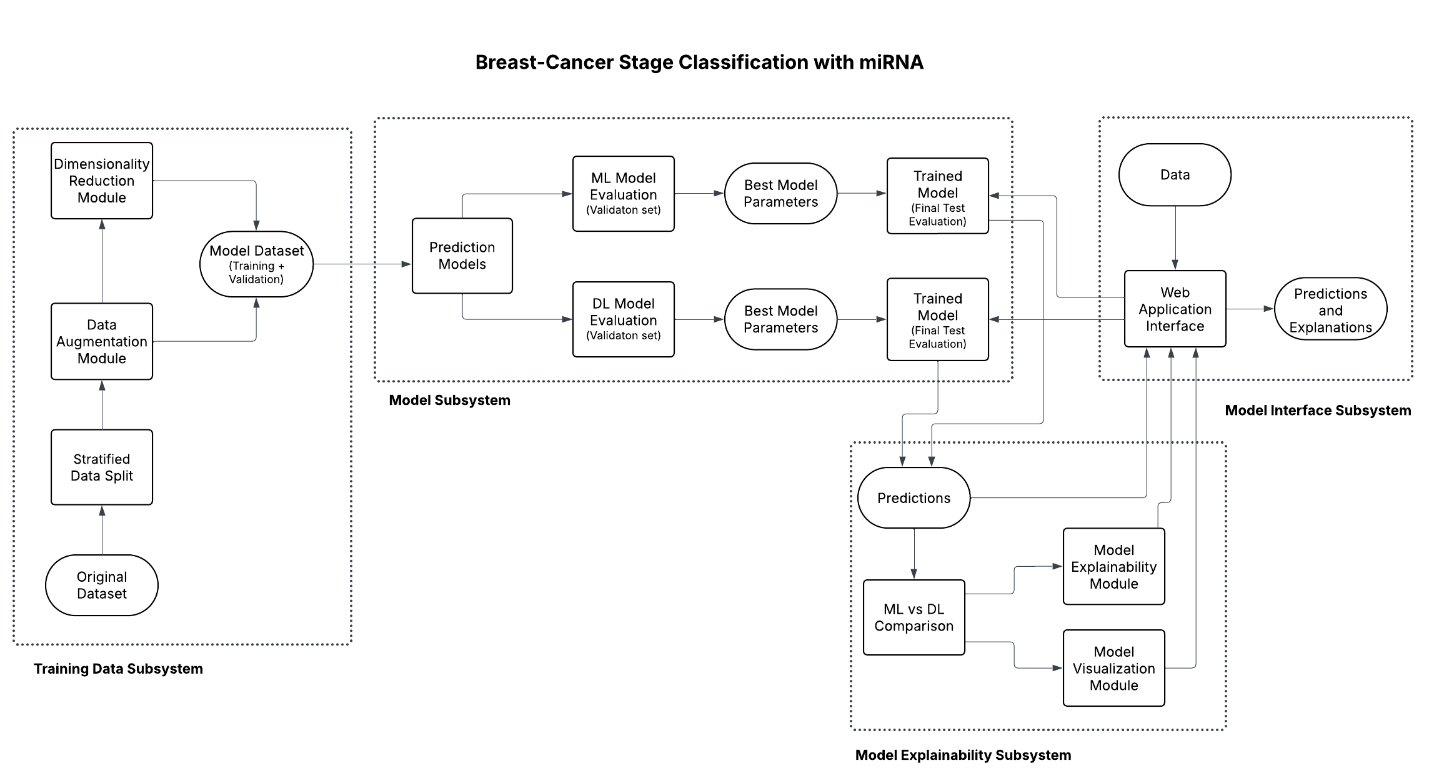 Breast-Cancer Stage Classification with miRNA
Dimensionality
Reduction
Module
Model Dataset
(Training +
Validation)
Data
Augmentation
Module
Stratified
Data Split
Original
Dataset
Training Data Subsystem
Prediction
Models
ML Model
Evaluation
(Validaton set)
Best Model
Parameters
Trained
Model
(Final Test
Evaluation)
DL Model
Evaluation
(Validaton set)
Best Model
Parameters
Trained
Model
(Final Test
Evaluation)
Model Subsystem
Data
Web
Application
Interface
Predictions
and
Explanations
Model Interface Subsystem
Predictions
ML vs DL
Comparison
Model
Explainability
Module
Model
Visualization
Module
Model Explainability Subsystem